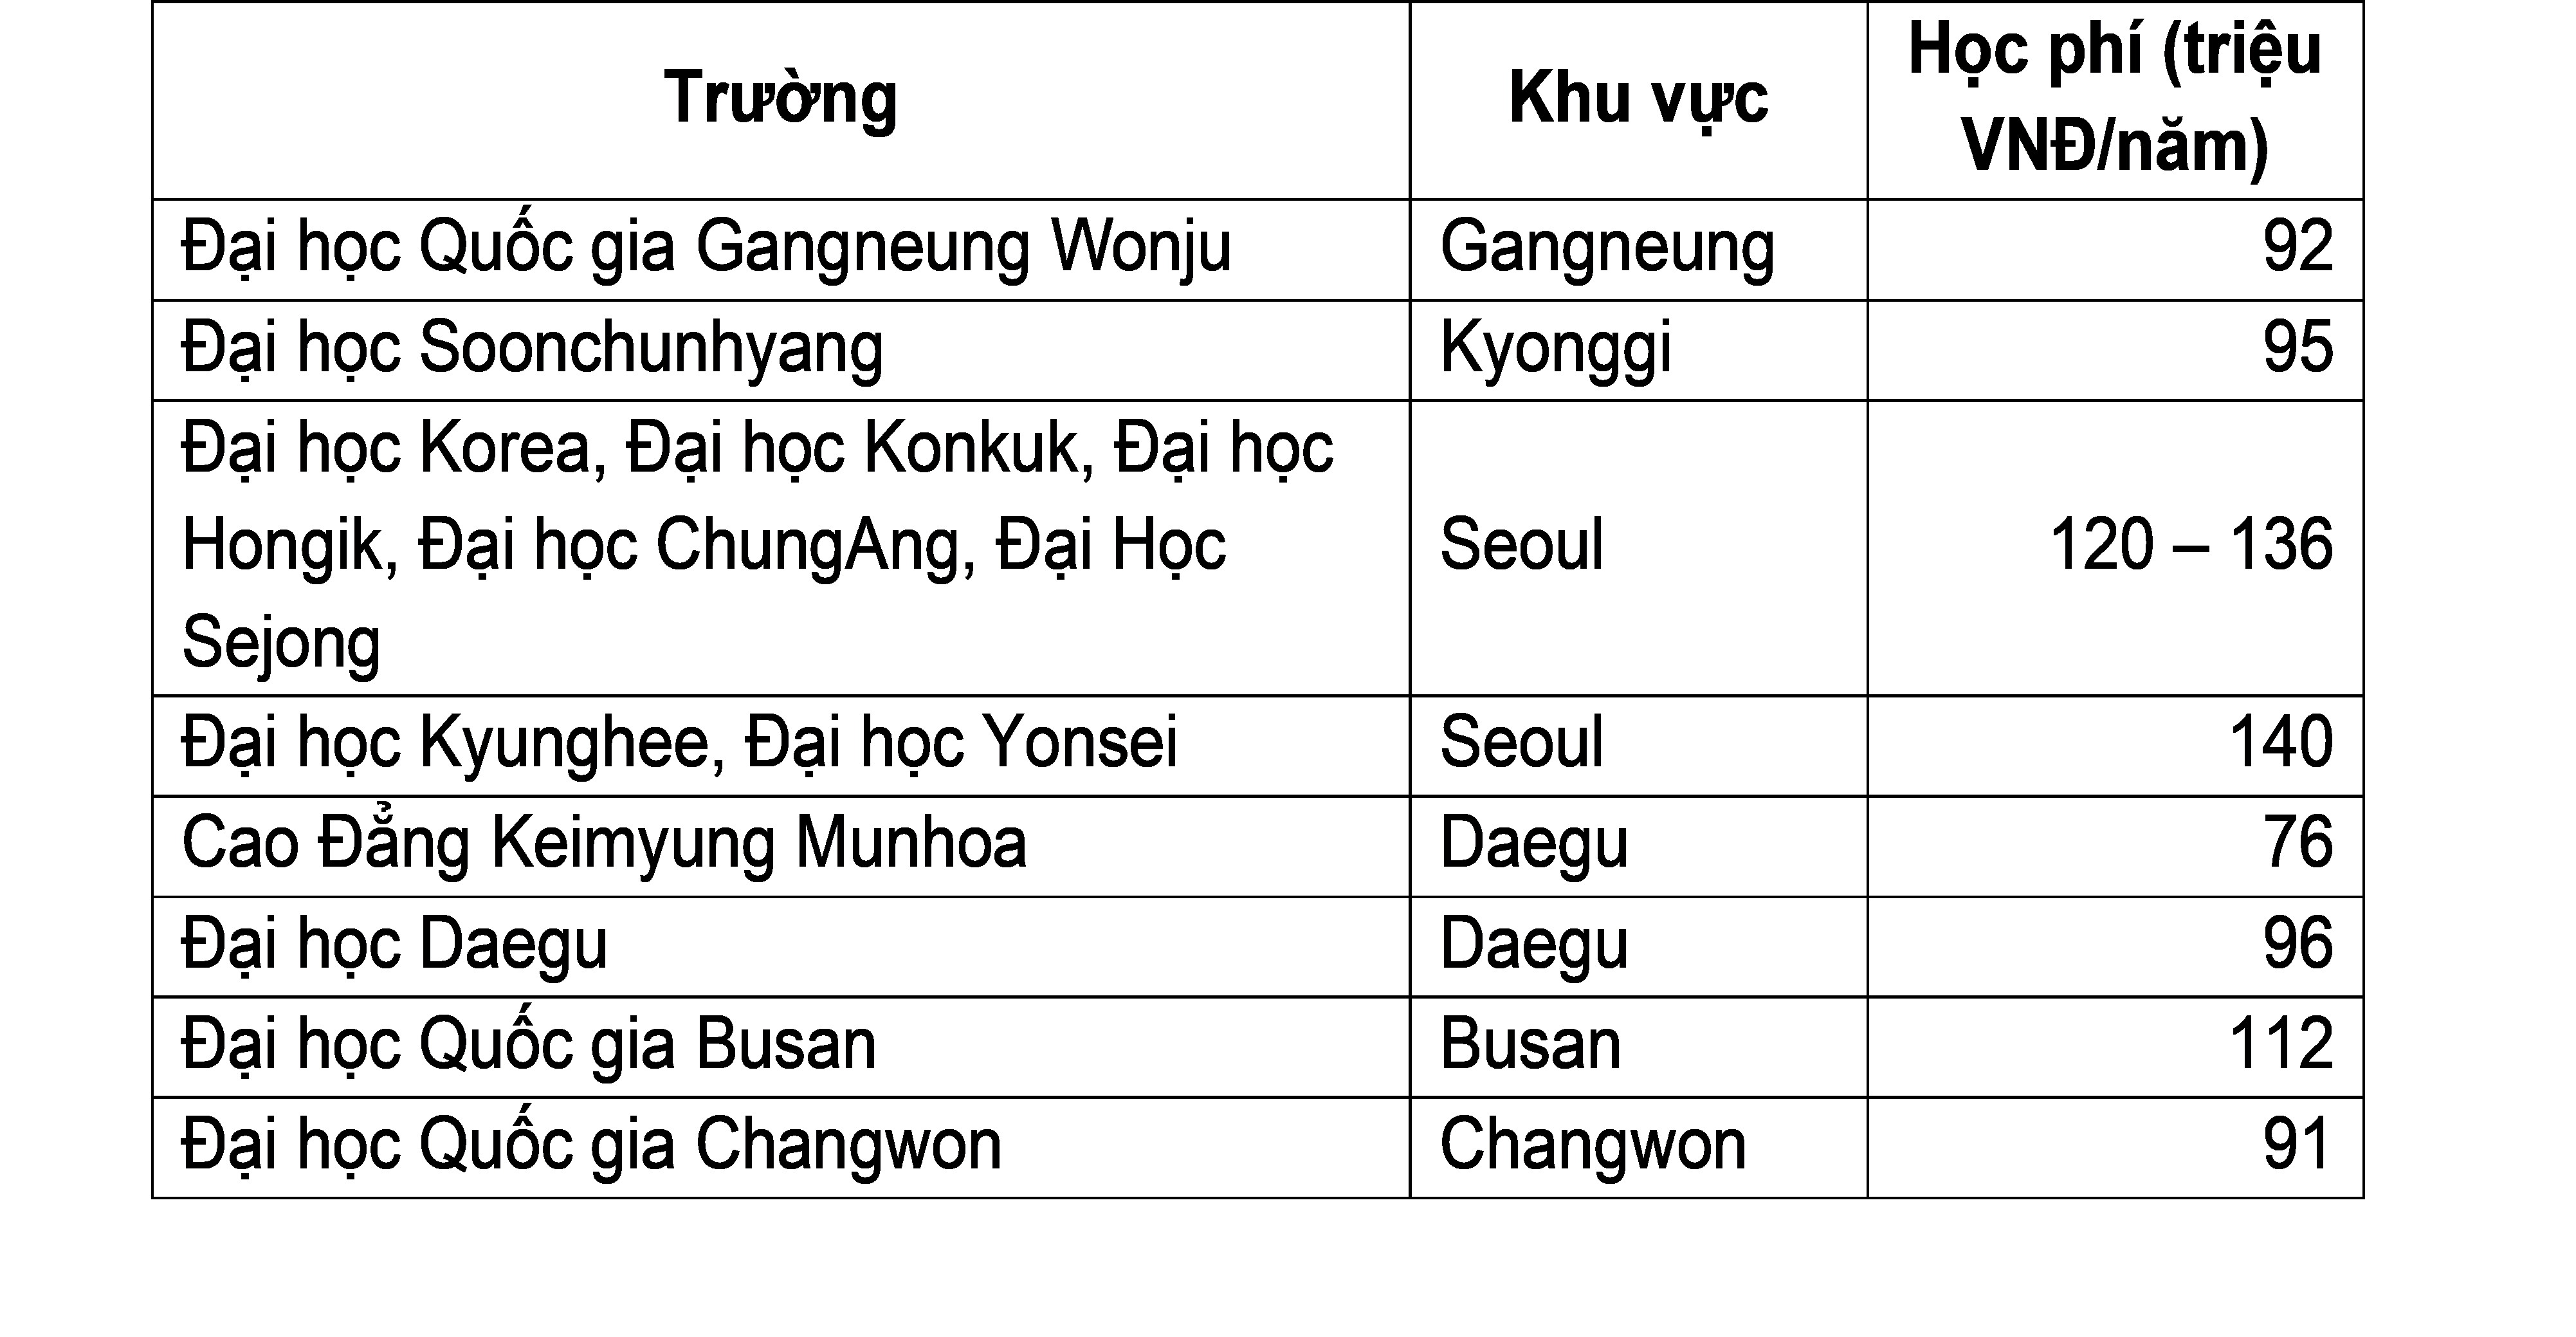 Trường
Khu vực
Học phí (triệu
VNĐ/năm)
Đại học Quốc gia Gangneung Wonju
Gangneung
92
Đại học Soonchunhyang
Kyonggi
95
Đại học Korea, Đại học Konkuk, Đại học
Hongik, Đại học ChungAng, Đại Học
Sejong
Seoul
120 – 136
Đại học Kyunghee, Đại học Yonsei
Seoul
140
Cao Đẳng Keimyung Munhoa
Daegu
76
Đại học Daegu
Daegu
96
Đại học Quốc gia Busan
Busan
112
Đại học Quốc gia Changwon
Changwon
91